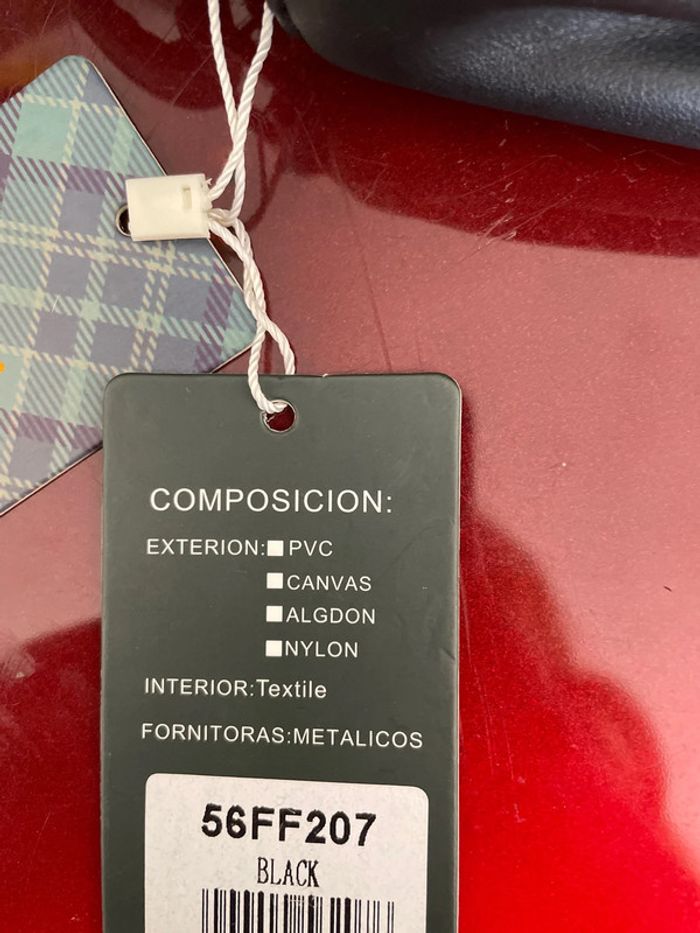 COMPOSICION:
EXTERION: PVC
CANVAS
ALGDON
NYLON
INTERIOR:Textile
FORNITORAS:METALICOS
56FF207
BLACK